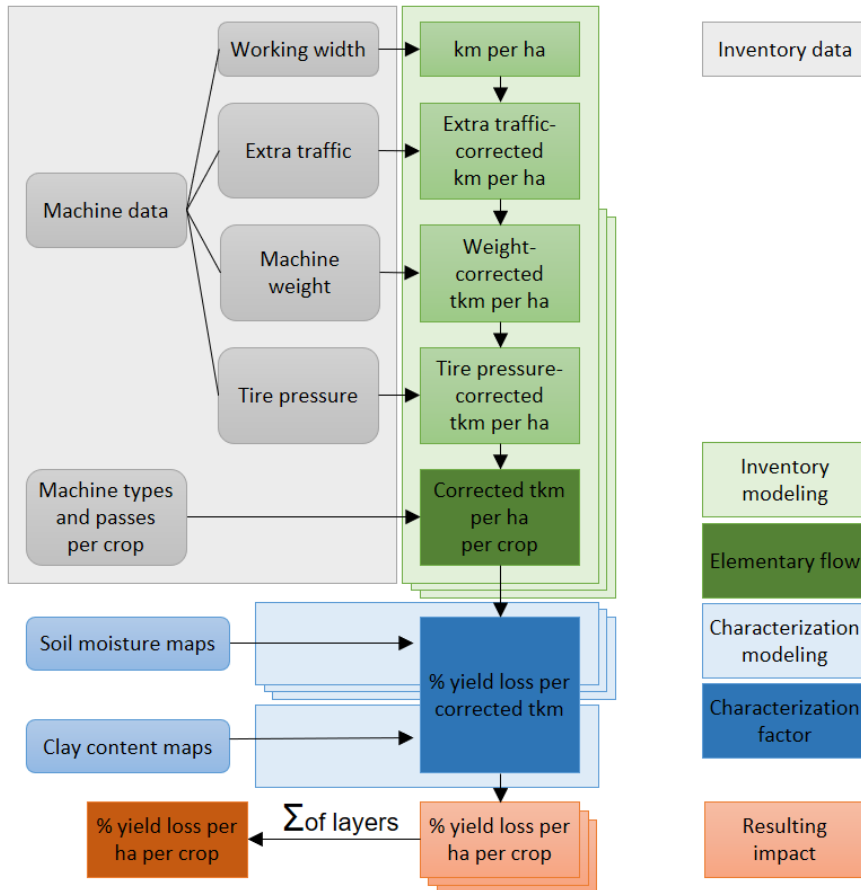 Working width
km per ha
Inventory data
Extra traffic
Extra traffic-
corrected
km per ha
Machine data
Machine
weight
Weight-
corrected
tkm per ha
Tire pressure
Tire pressure-
corrected
tkm per ha
Machine types
and passes
per crop
Corrected tkm
per ha
per crop
Inventory
modeling
Elementary flow
Soil moisture maps
Characterization
modeling
% yield loss per
corrected tkm
Characterization
factor
Clay content maps
% yield loss per
ha per crop
Σof layers
% yield loss per
ha per crop
Resulting
impact